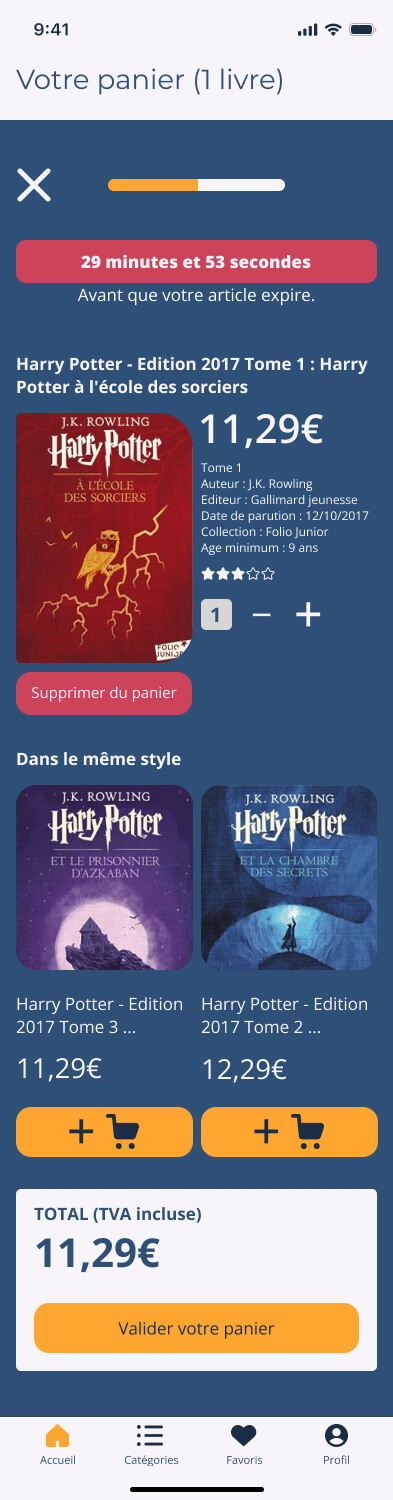 9:41
Votre panier (1 livre)
29 minutes et 53 secondes
Avant que votre article expire.
Harry Potter - Edition 2017 Tome 1 : Harry
Potter à l'école des sorciers
J.K. ROWLING
Harry Potter
À L'ÉCOLE
DES SORCIERS
FOLIO
JUNIOR
11,29€
Tome 1
Auteur : J.K. Rowling
Editeur : Gallimard jeunesse
Date de parution : 12/10/2017
Collection : Folio Junior
Age minimum : 9 ans
1
Supprimer du panier
Dans le même style
J.K. ROWLING
Harry Potter
ET LE PRISONNIER
D'AZKABAN
J.K. ROWLING
Harry Potter
ET LA CHAMBRE
DES SECRETS
Harry Potter - Edition
2017 Tome 3 ...
11,29€
Harry Potter - Edition
2017 Tome 2 ...
12,29€
TOTAL (TVA incluse)
11,29€
Valider votre panier
Accueil
Catégories
Favoris
Profil